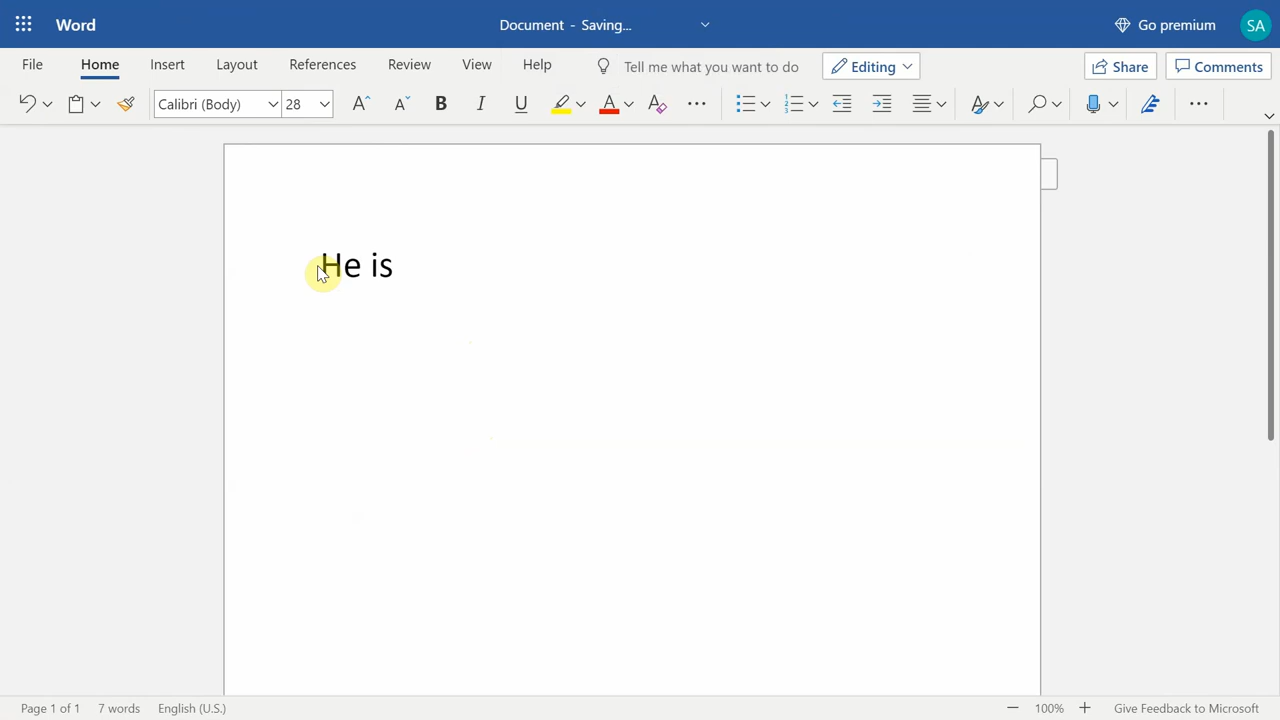 Word
Document - Saving...
Go premium
SA
File
Home
Insert
Layout
References
Review
View
Help
Tell me what you want to do
Editing
Share
Comments
Calibri (Body)
28
He is
Page 1 of 1
7 words
English (U.S.)
100%
Give Feedback to Microsoft